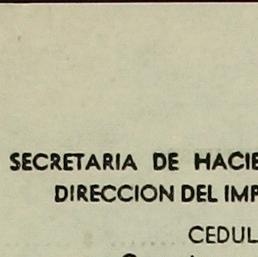 SECRETARIA DE HACIE
DIRECCION DEL IMP
CEDUL